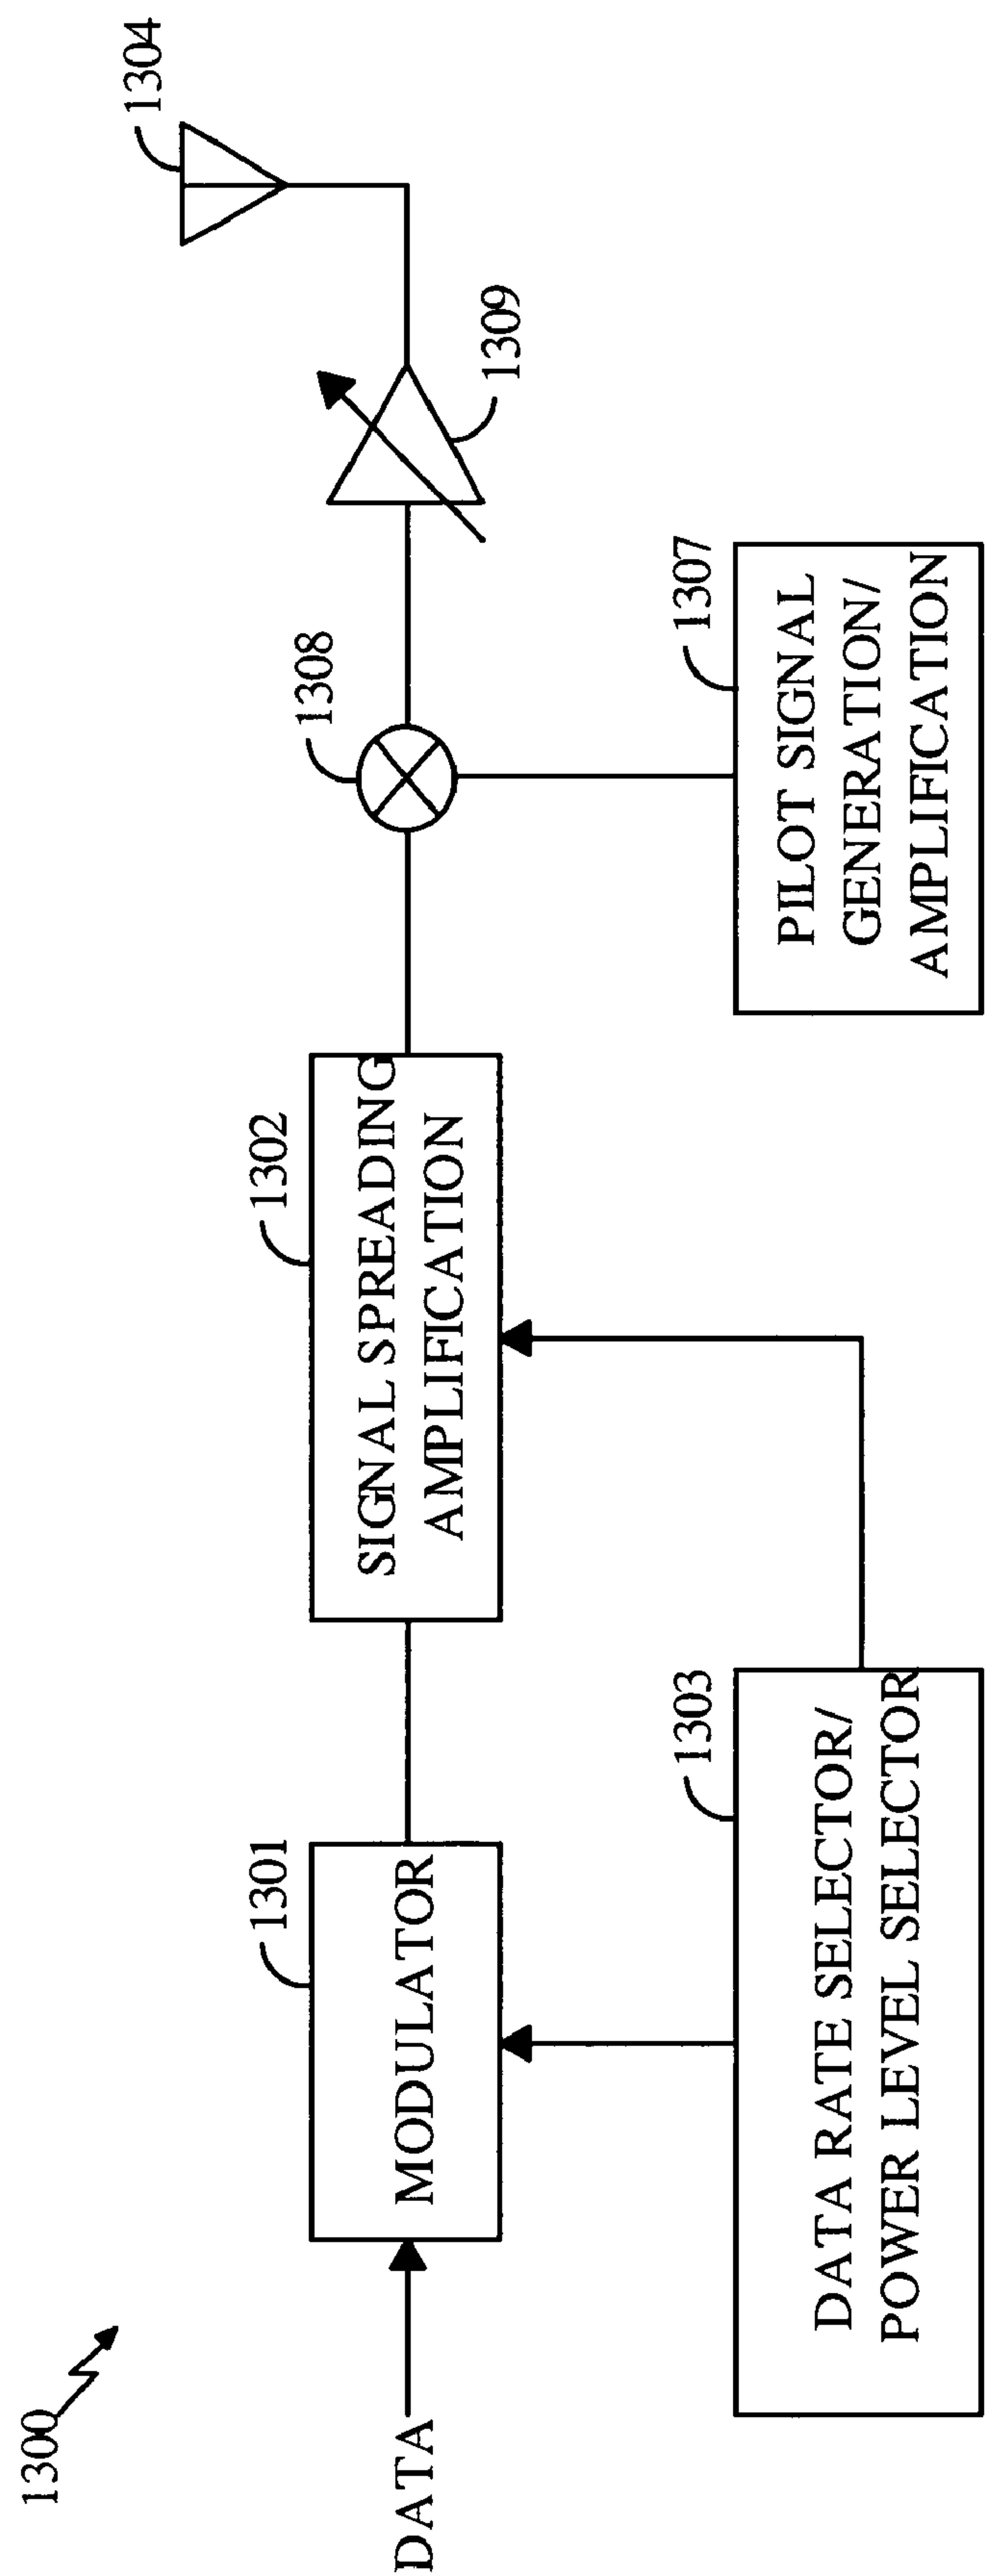 1300
DATA
1301
MODULATOR
1302
SIGNAL SPREADING
AMPLIFICATION
1308
1309
1304
1303
DATA RATE SELECTOR/
POWER LEVEL SELECTOR
1307
PILOT SIGNAL
GENERATION/
AMPLIFICATION